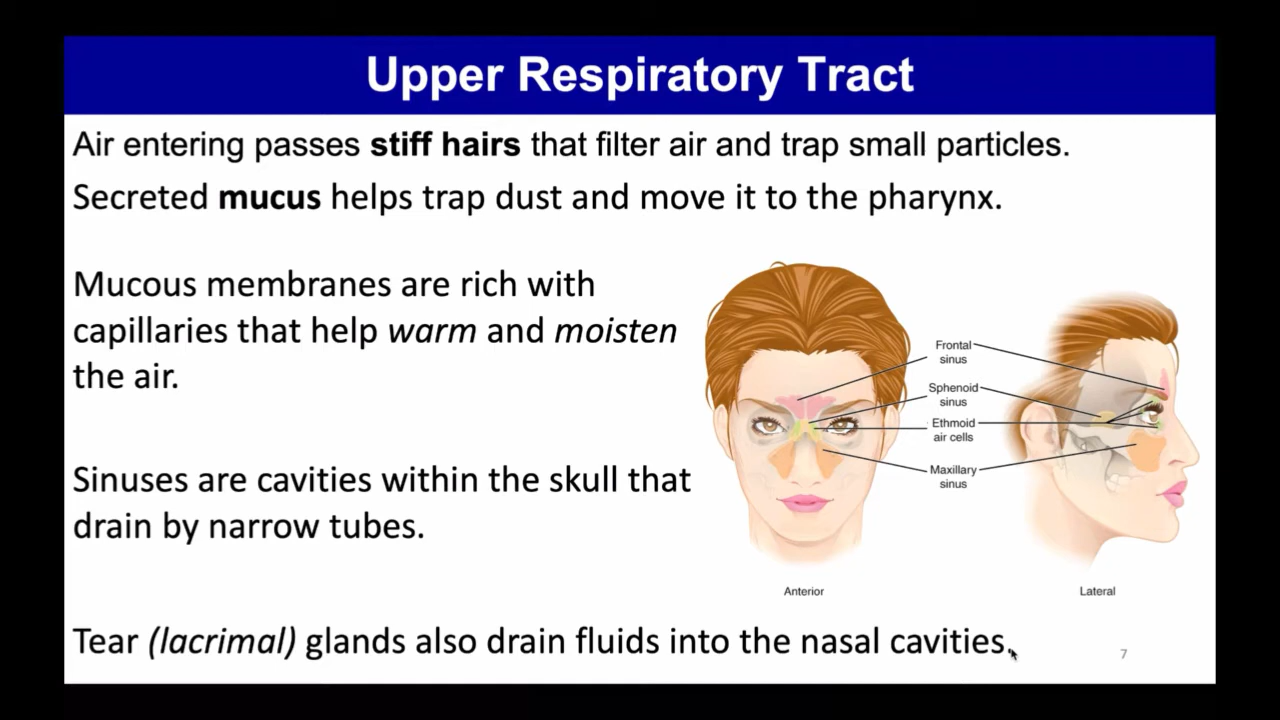 Upper Respiratory Tract
Air entering passes stiff hairs that filter air and trap small particles.
Secreted mucus helps trap dust and move it to the pharynx.
Mucous membranes are rich with
capillaries that help warm and moisten
the air.
Sinuses are cavities within the skull that
drain by narrow tubes.
Frontal
sinus
Sphenoid
sinus
Ethmoid
air cells
Maxillary
sinus
Anterior
Lateral
Tear (lacrimal) glands also drain fluids into the nasal cavities.
7